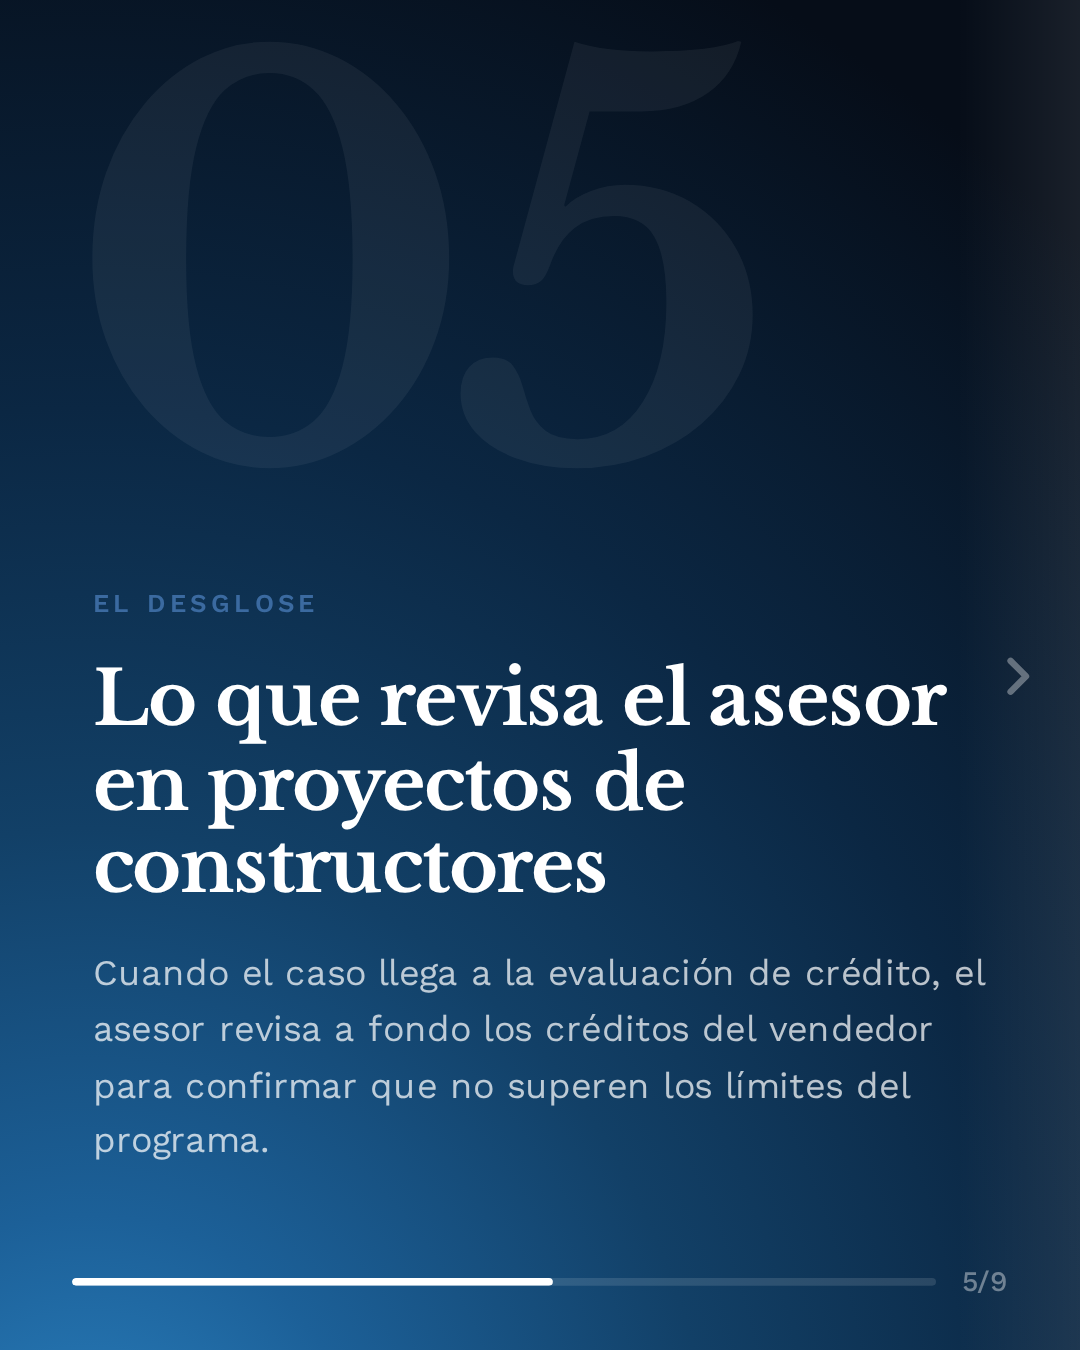 05
EL DESGLOSE
Lo que revisa el asesor
en proyectos de
constructores
Cuando el caso llega a la evaluación de crédito, el
asesor revisa a fondo los créditos del vendedor
para confirmar que no superen los límites del
programa.
5/9